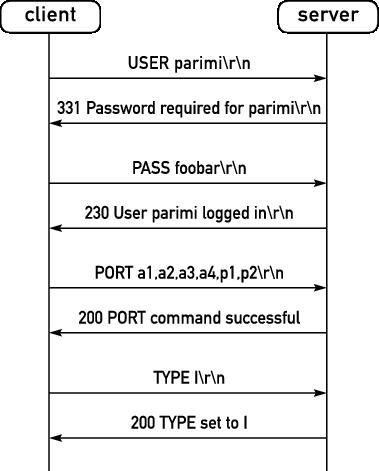 client server
USER parimi\r\n
331 Password required for parimi\r\n
PASS foobar\r\n
230 User parimi logged in\r\n
PORT a1,a2,a3,a4,p1,p2\r\n
200 PORT command successful
TYPE I\r\n
200 TYPE set to I